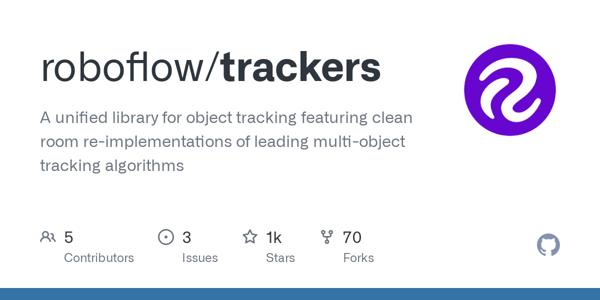 roboflow/trackers
A unified library for object tracking featuring clean
room re-implementations of leading multi-object
tracking algorithms
5 3 1k 70
Contributors Issues Stars Forks